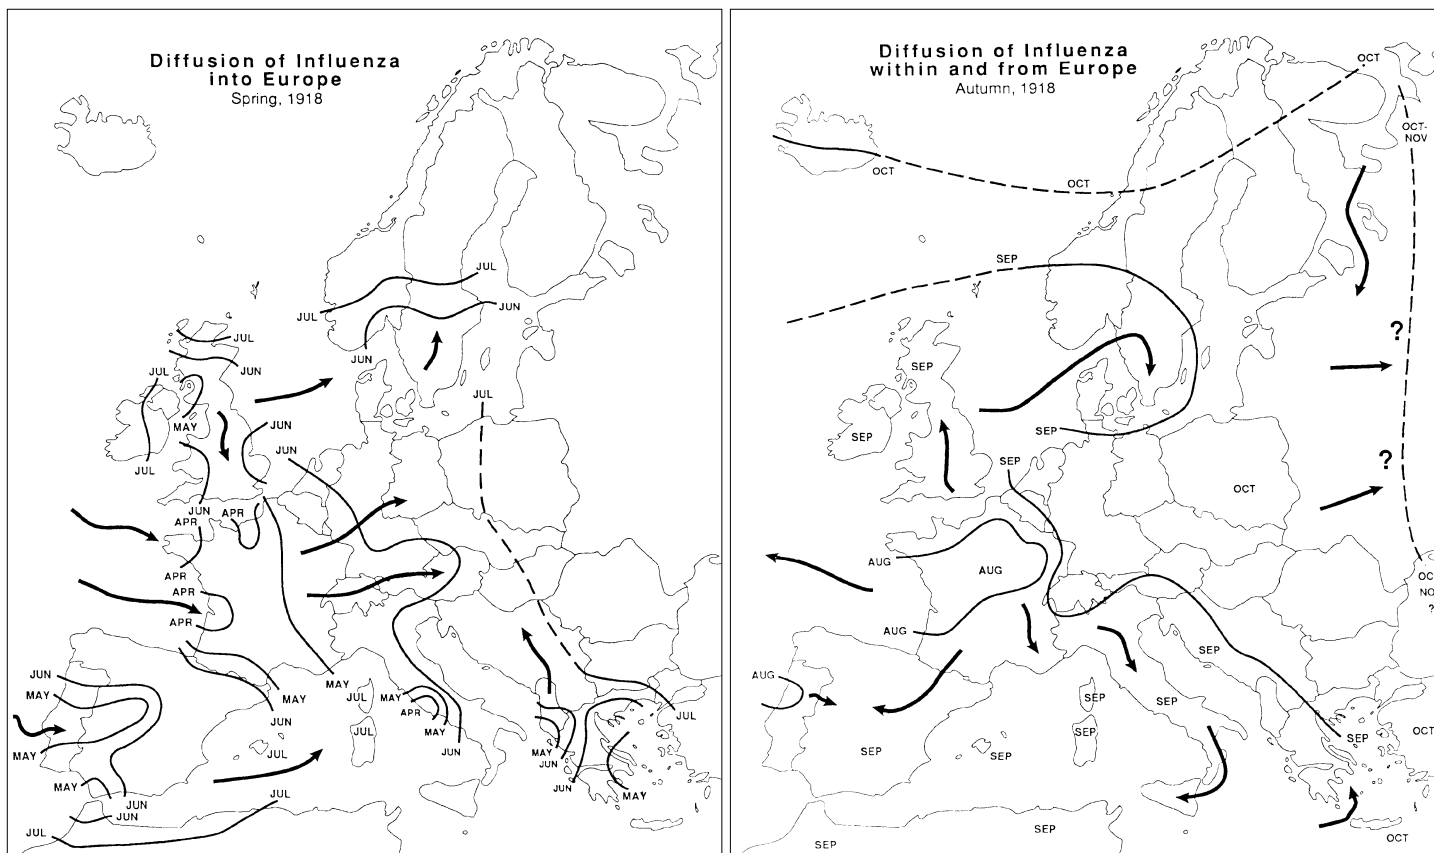 Diffusion of Influenza
into Europe
Spring, 1918
JUL
JUL
JUN
JUN
JUL
JUN
JUL
MAY
JUN
JUL
JUL
JUN
JUN
APR
APR
APR
APR
APR
JUN
MAY
MAY
MAY
JUN
MAY
JUN
JUN
MAY
JUN
MAY
JUL
JUL
JUL
MAY
APR
MAY
JUN
MAY
JUN
JUN
MAY
JUL
JUL
JUL
Diffusion of Influenza
within and from Europe
Autumn, 1918
OCT
OCT-
NOV
OCT
OCT
SEP
?
SEP
SEP
SEP
SEP
?
OCT
AUG
AUG
AUG
AUG
OC
NO
?
SEP
SEP
SEP
SEP
SEP
OCT
SEP
SEP
SEP
SEP
SEP
OCT